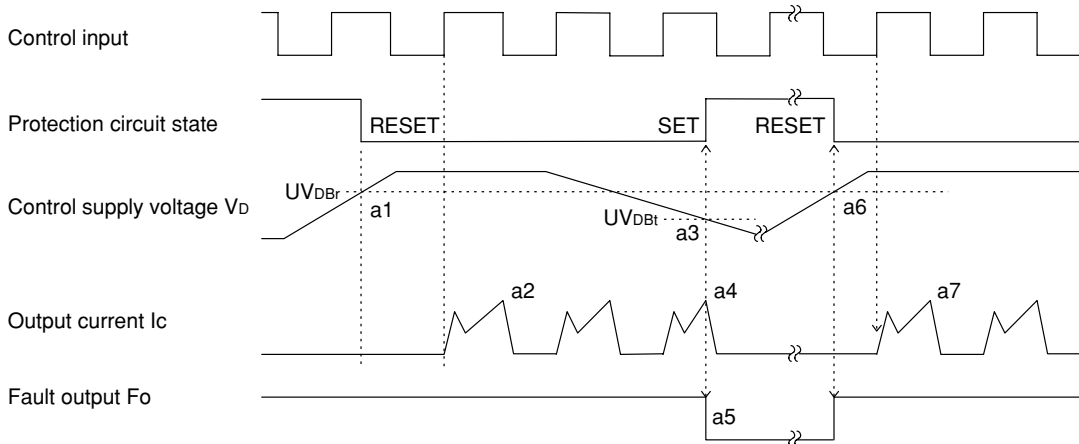 Control input
Protection circuit state
RESET
SET
RESET
UVDBr
Control supply voltage VD
a1
UVDBt
a3
a6
Output current Ic
a2
a4
a7
Fault output Fo
a5